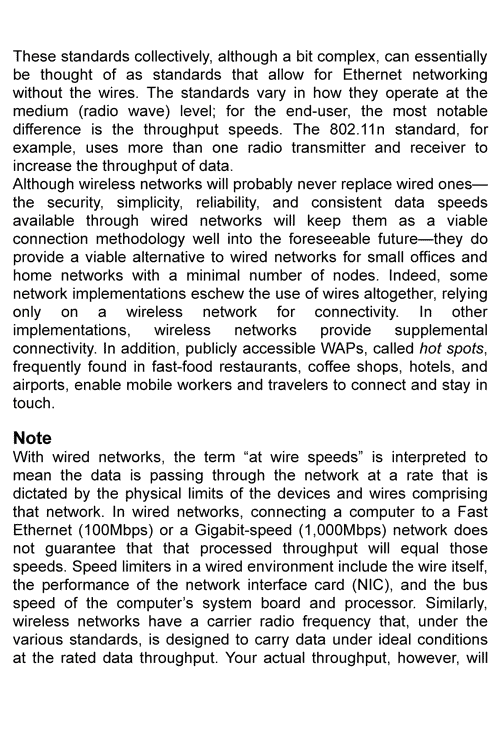 These standards collectively, although a bit complex, can essentially
be thought of as standards that allow for Ethernet networking
without the wires. The standards vary in how they operate at the
medium (radio wave) level; for the end-user, the most notable
difference is the throughput speeds. The 802.11n standard, for
example, uses more than one radio transmitter and receiver to
increase the throughput of data.
Although wireless networks will probably never replace wired ones—
the security, simplicity, reliability, and consistent data speeds
available through wired networks will keep them as a viable
connection methodology well into the foreseeable future—they do
provide a viable alternative to wired networks for small offices and
home networks with a minimal number of nodes. Indeed, some
network implementations eschew the use of wires altogether, relying
only on a wireless network for connectivity. In other
implementations, wireless networks provide supplemental
connectivity. In addition, publicly accessible WAPs, called hot spots,
frequently found in fast-food restaurants, coffee shops, hotels, and
airports, enable mobile workers and travelers to connect and stay in
touch.
Note
With wired networks, the term “at wire speeds” is interpreted to
mean the data is passing through the network at a rate that is
dictated by the physical limits of the devices and wires comprising
that network. In wired networks, connecting a computer to a Fast
Ethernet (100Mbps) or a Gigabit-speed (1,000Mbps) network does
not guarantee that that processed throughput will equal those
speeds. Speed limiters in a wired environment include the wire itself,
the performance of the network interface card (NIC), and the bus
speed of the computer’s system board and processor. Similarly,
wireless networks have a carrier radio frequency that, under the
various standards, is designed to carry data under ideal conditions
at the rated data throughput. Your actual throughput, however, will